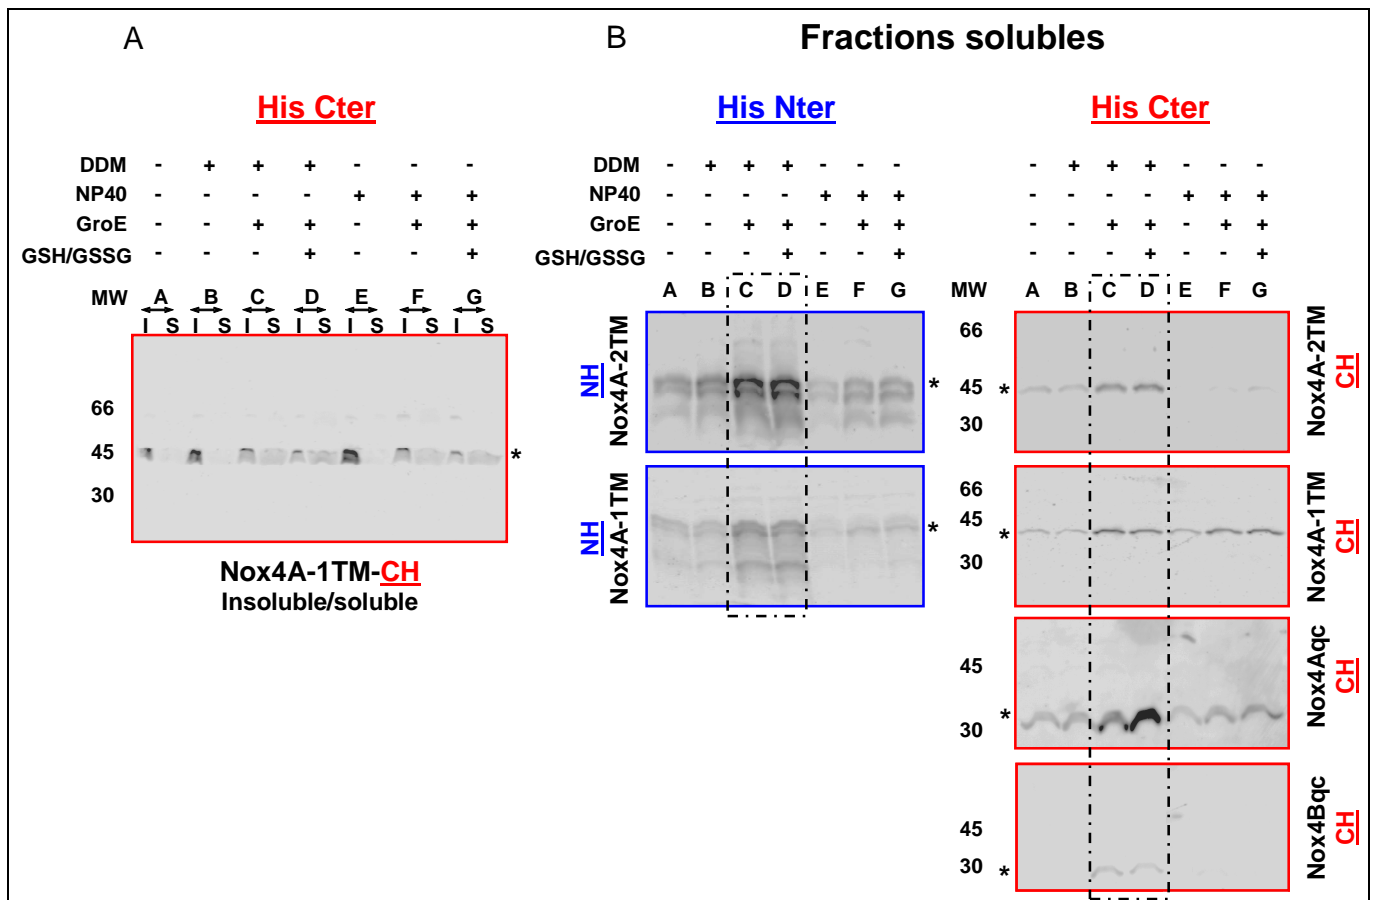 A
His Cter
DDM - + + + - - -
NP40 - - - - + + +
GroE - - + + - + +
GSH/GSSG - - - + - - +
MW A B C D E F G
I S I S I S I S I S I S I S
66
45 *
30
Nox4A-1TM-CH
Insoluble/soluble
B
Fractions solubles
His Nter
DDM - + + + - - -
NP40 - - - - + + +
GroE - - + + - + +
GSH/GSSG - - - + - - +
A B C D E F G
NH
Nox4A-2TM
*
NH
Nox4A-1TM
*
His Cter
- + + + - - -
- - - - + + +
- - + + - + +
- - - + - - +
MW A B C D E F G
66
45 *
30
Nox4A-2TM
CH
66
45
*
30
Nox4A-1TM
CH
45
*
30
Nox4Aqc
CH
45
30 *
Nox4Bqc
CH